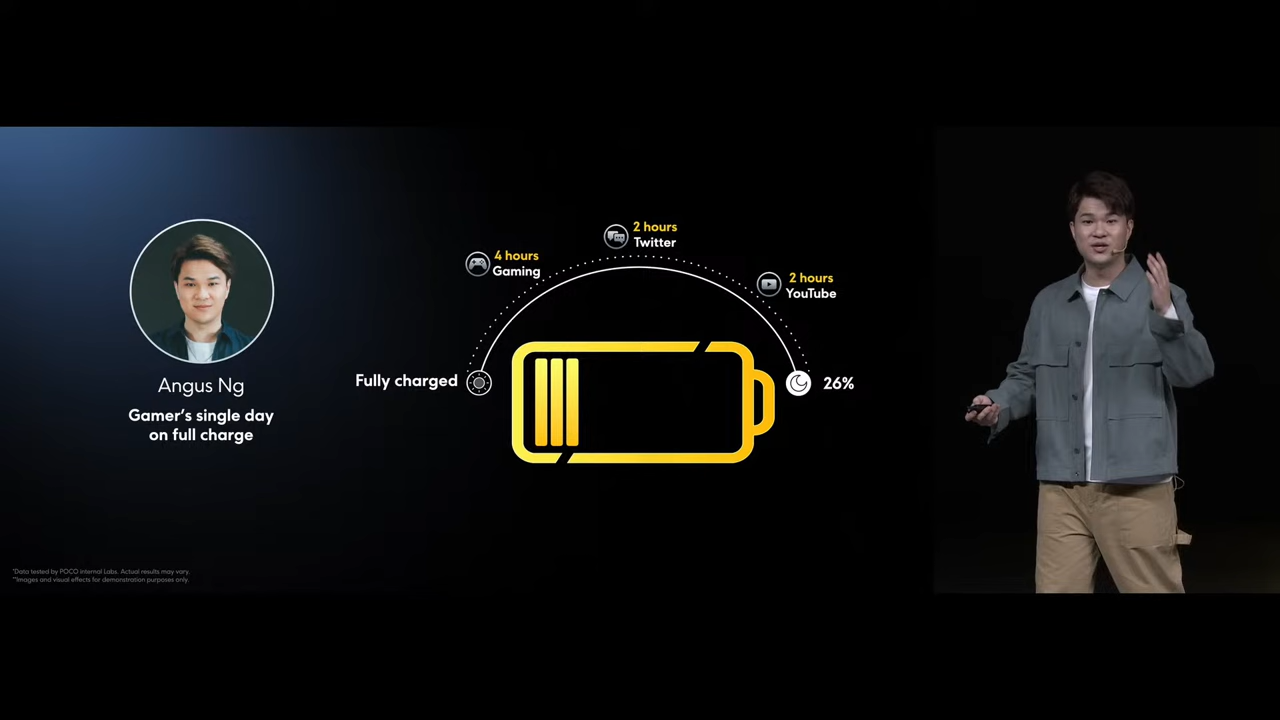 2 hours
Twitter
4 hours
Gaming
2 hours
YouTube
Fully charged
26%
Angus Ng
Gamer's single day
on full charge
*Data tested by POCO internal Labs. Actual results may vary.
**Images and visual effects for demonstration purposes only.